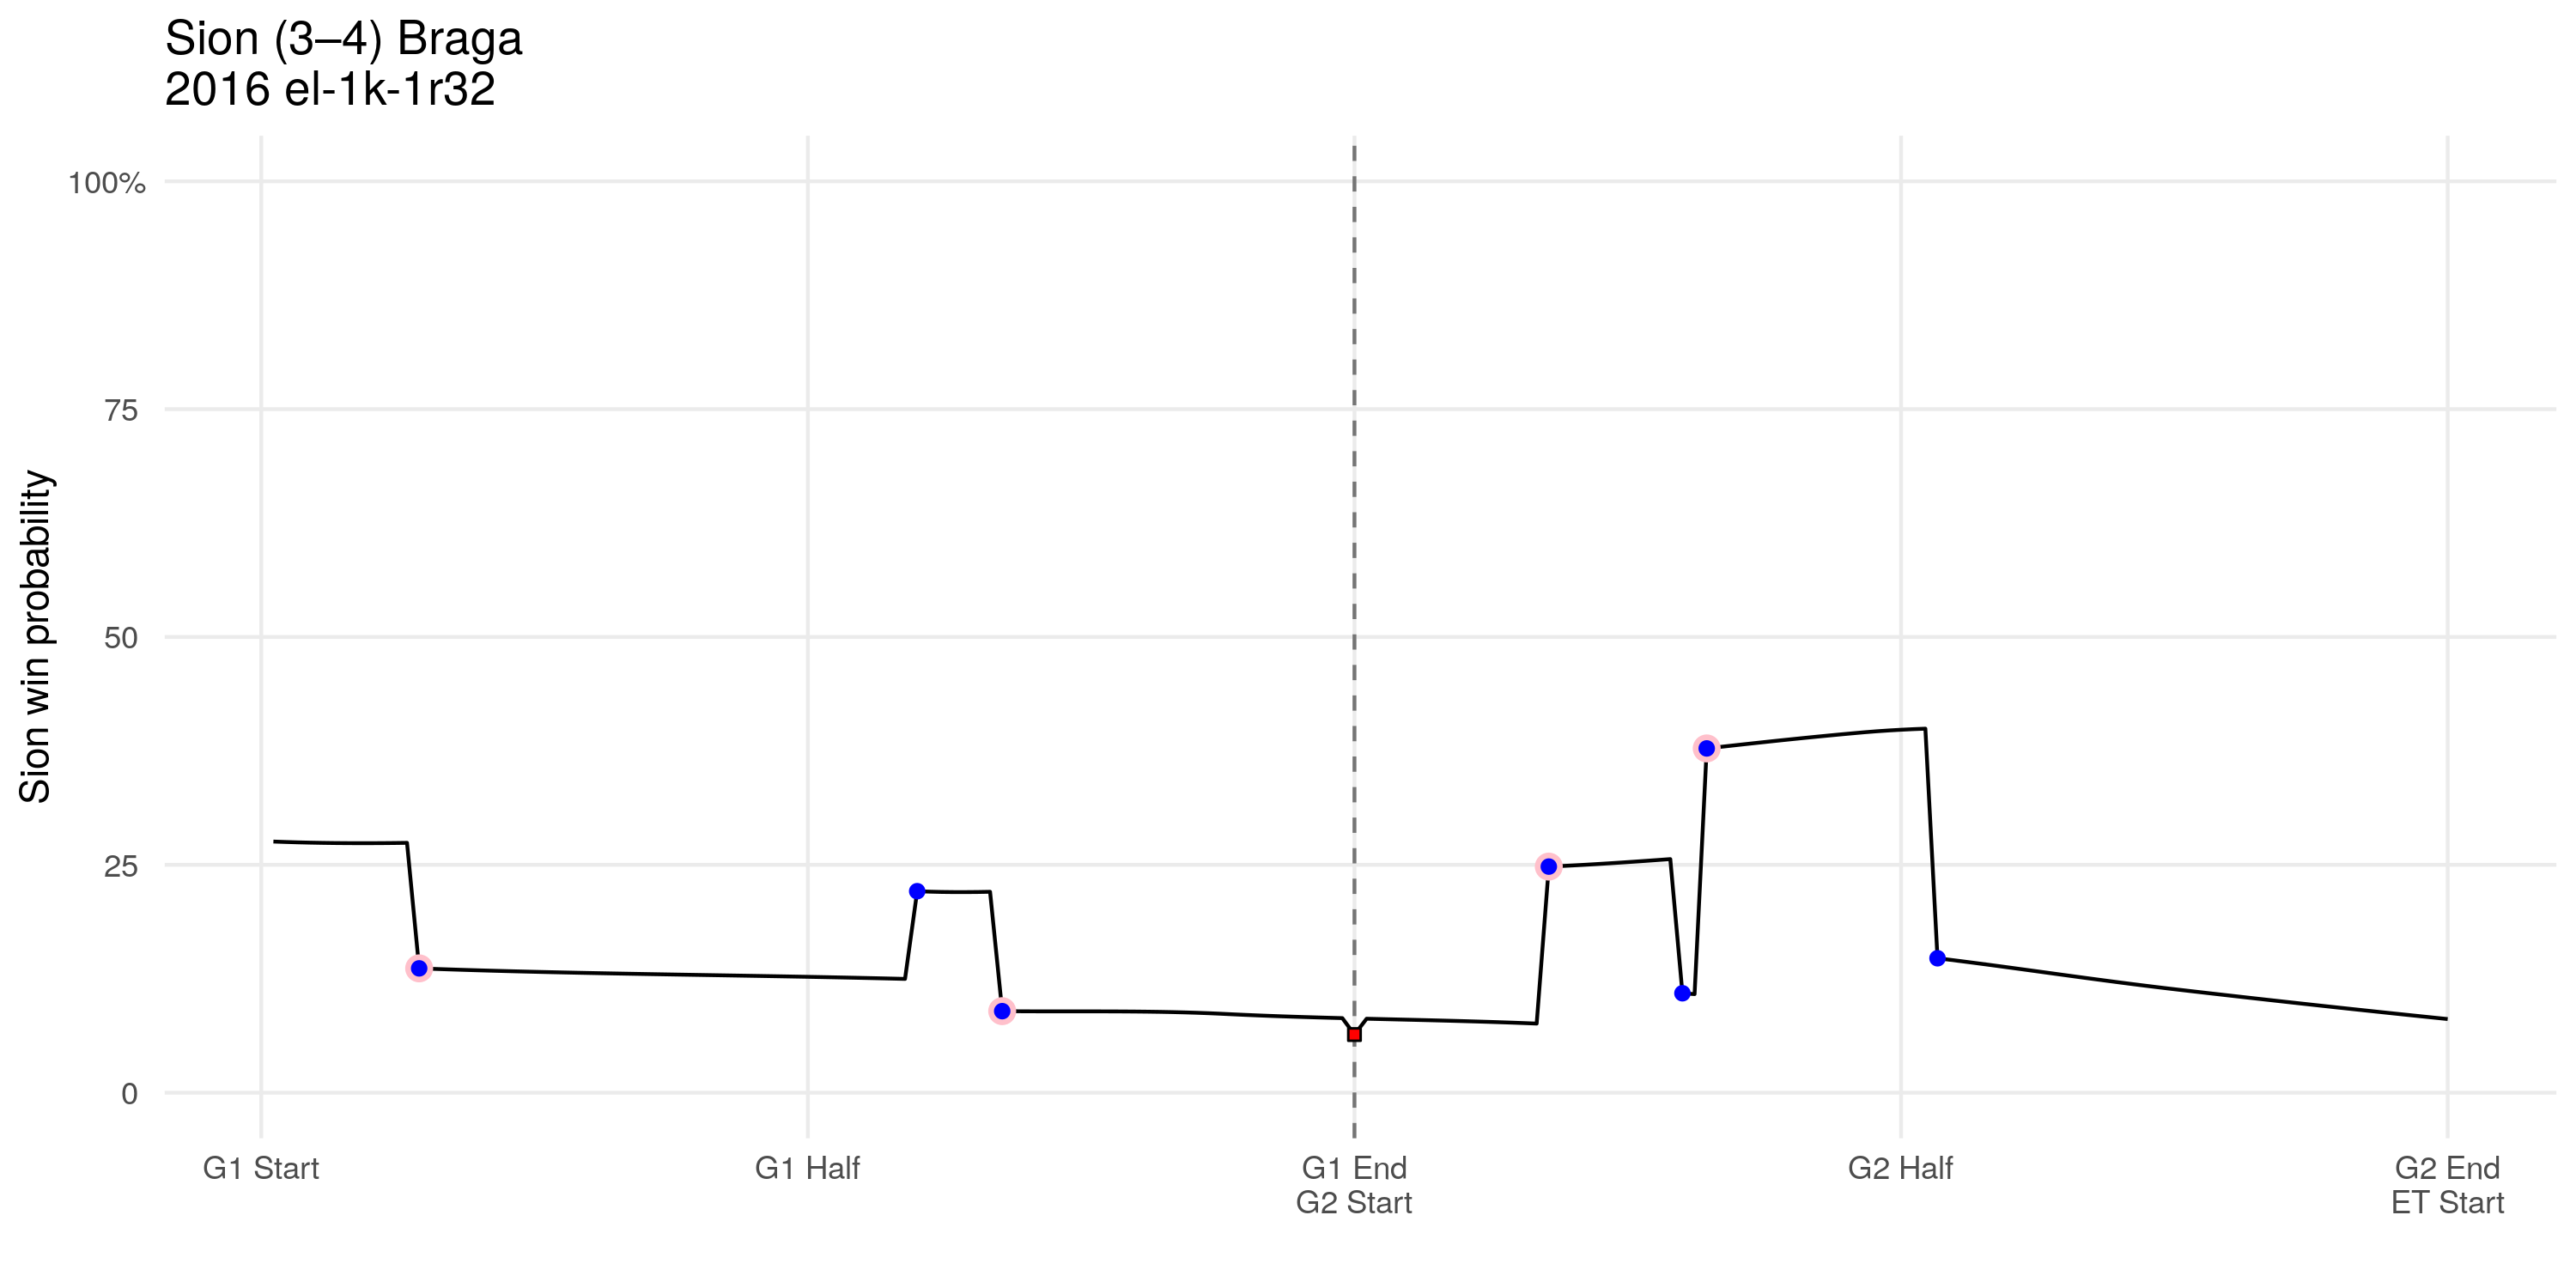 Sion (3–4) Braga
2016 el-1k-1r32
Sion win probability
100%
75
50
25
0
G1 Start
G1 Half
G1 End
G2 Start
G2 Half
G2 End
ET Start